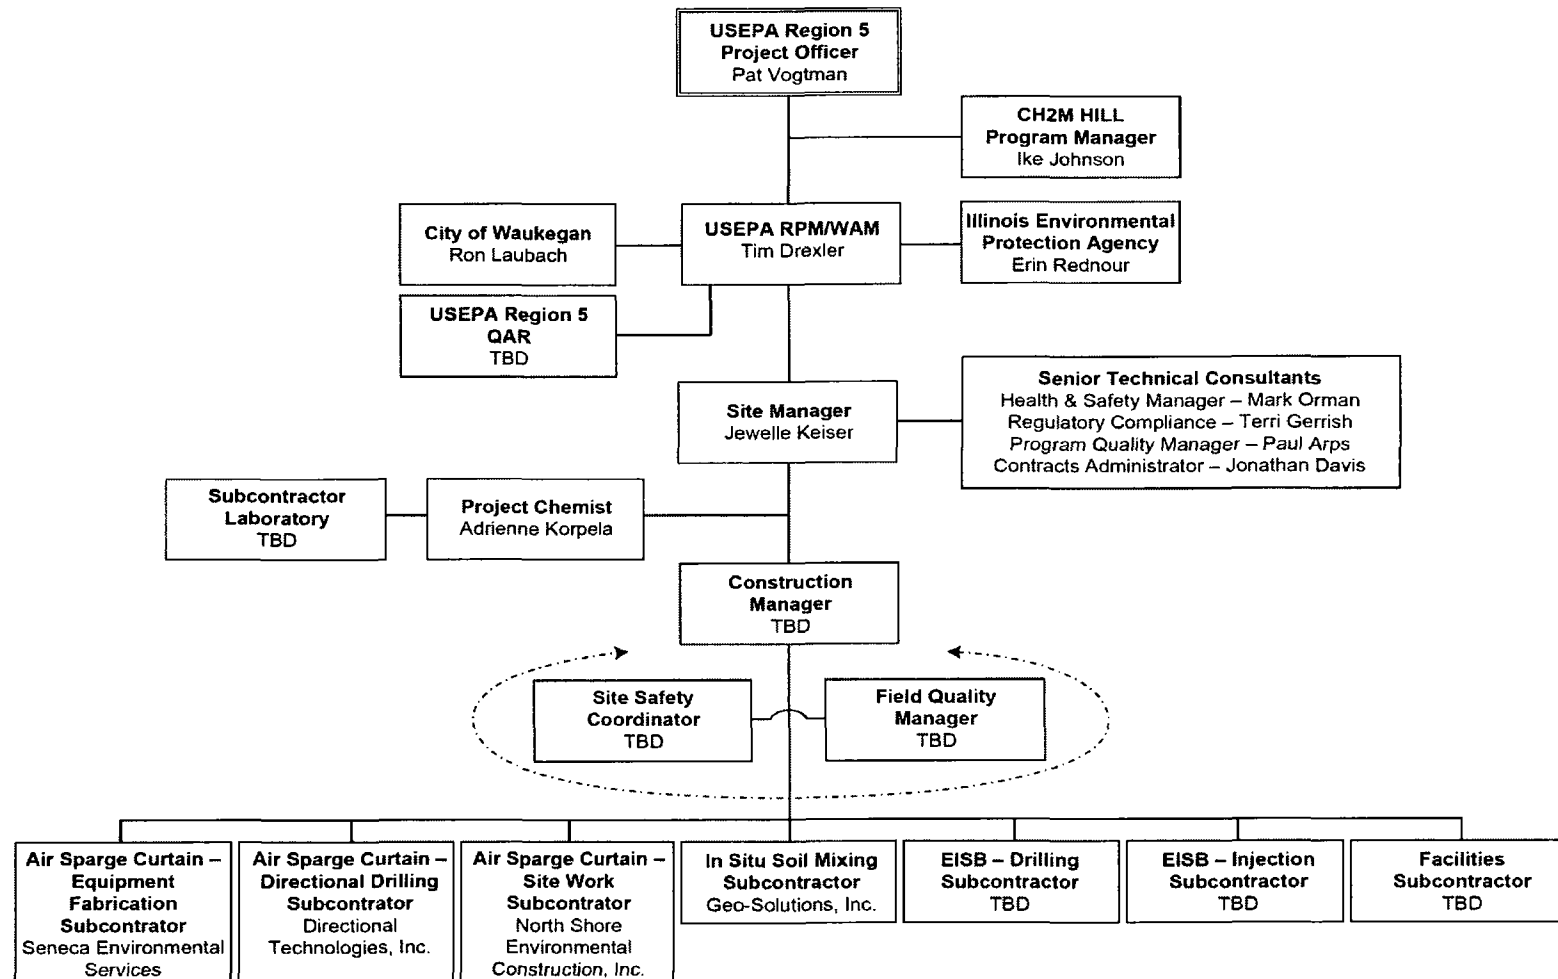 USEPA Region 5
Project Officer
Pat Vogtman
CH2M HILL
Program Manager
Ike Johnson
City of Waukegan
Ron Laubach
USEPA RPM/WAM
Tim Drexler
Illinois Environmental
Protection Agency
Erin Rednour
USEPA Region 5
QAR
TBD
Site Manager
Jewelle Keiser
Senior Technical Consultants
Health & Safety Manager – Mark Orman
Regulatory Compliance – Terri Gerrish
Program Quality Manager – Paul Arps
Contracts Administrator – Jonathan Davis
Subcontractor
Laboratory
TBD
Project Chemist
Adrienne Korpela
Construction
Manager
TBD
Site Safety
Coordinator
TBD
Field Quality
Manager
TBD
Air Sparge Curtain –
Equipment
Fabrication
Subcontrator
Seneca Environmental
Services
Air Sparge Curtain –
Directional Drilling
Subcontrator
Directional
Technologies, Inc.
Air Sparge Curtain –
Site Work
Subcontrator
North Shore
Environmental
Construction, Inc.
In Situ Soil Mixing
Subcontractor
Geo-Solutions, Inc.
EISB – Drilling
Subcontractor
TBD
EISB – Injection
Subcontractor
TBD
Facilities
Subcontractor
TBD